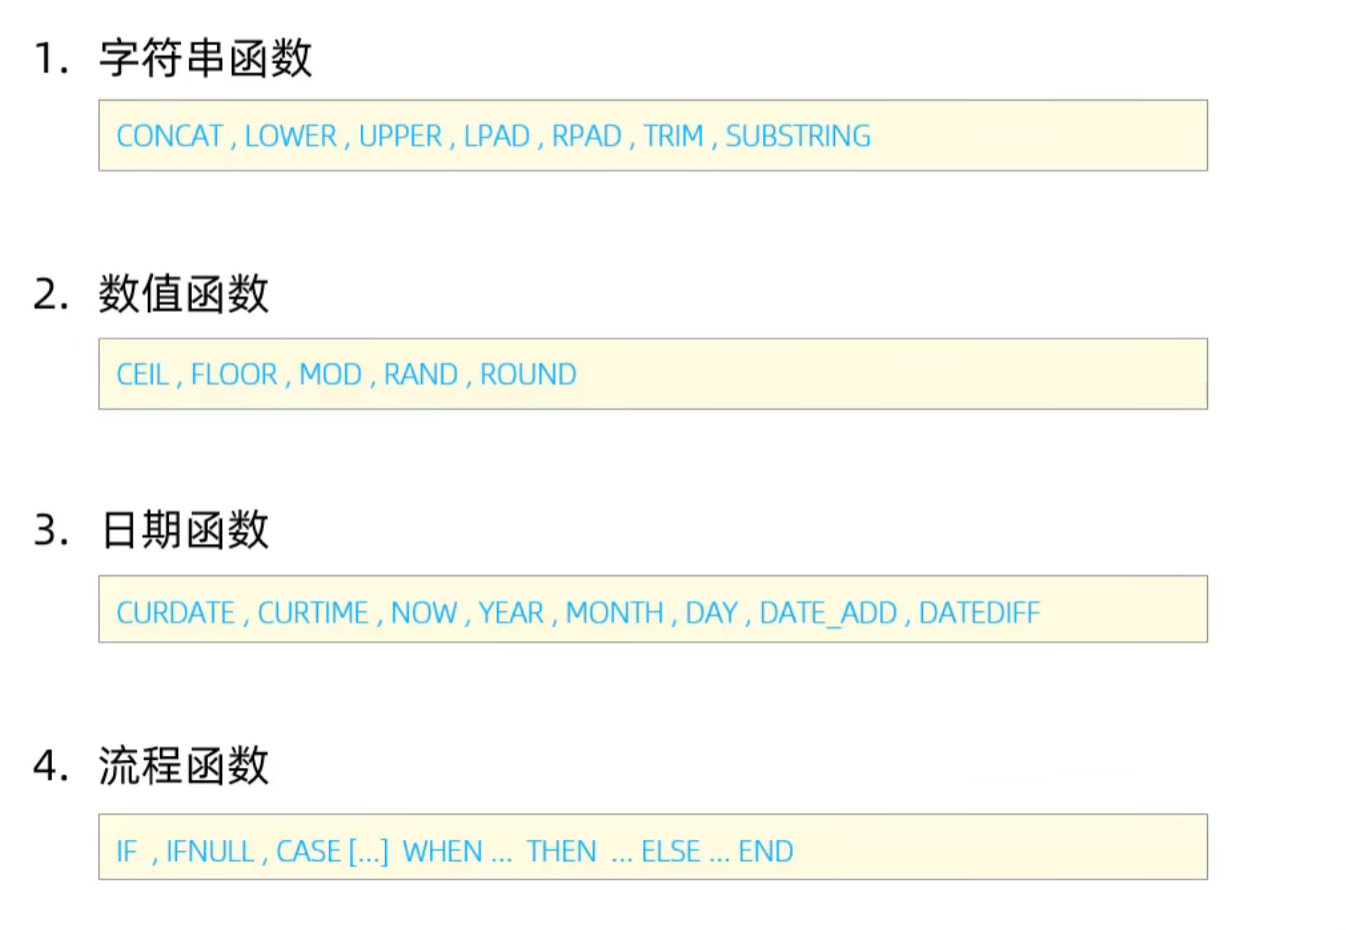 1. 字符串函数
CONCAT , LOWER , UPPER , LPAD , RPAD , TRIM , SUBSTRING
2. 数值函数
CEIL , FLOOR , MOD , RAND , ROUND
3. 日期函数
CURDATE , CURTIME , NOW , YEAR , MONTH , DAY , DATE_ADD , DATEDIFF
4. 流程函数
IF , IFNULL , CASE [...] WHEN ... THEN ... ELSE ... END